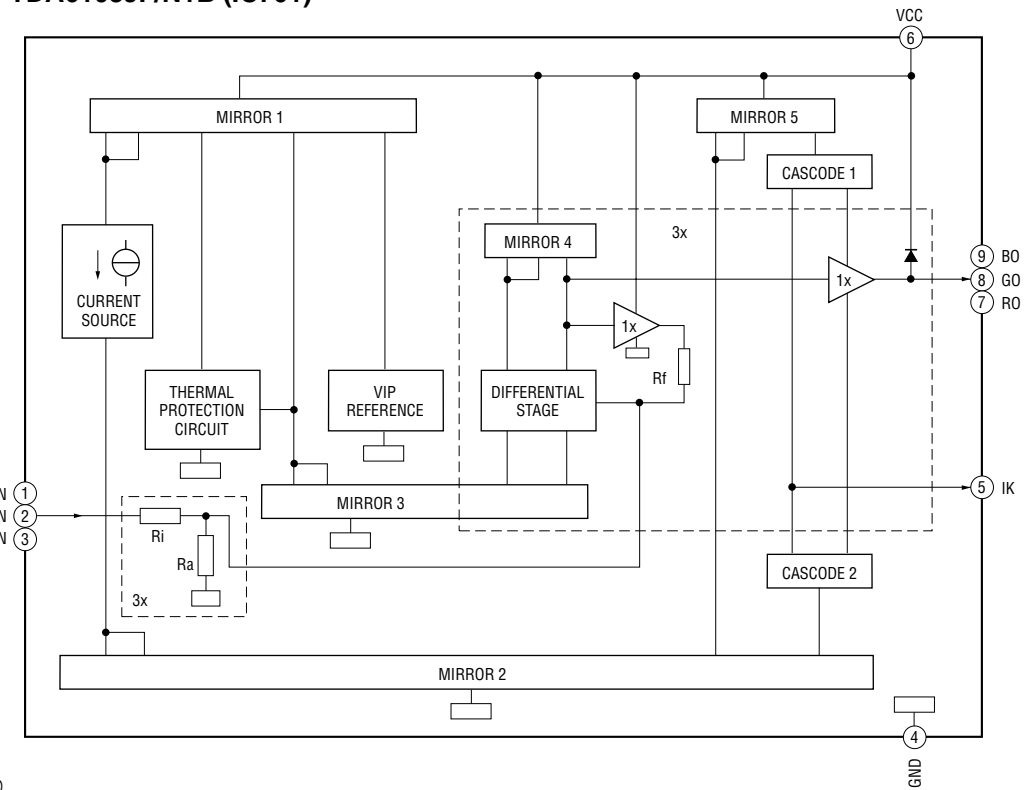 VCC
6
MIRROR 1
MIRROR 5
CASCODE 1
3x
MIRROR 4
9 BO
8 GO
7 RO
1x
CURRENT
SOURCE
1x
Rf
THERMAL
PROTECTION
CIRCUIT
VIP
REFERENCE
DIFFERENTIAL
STAGE
N 1
N 2
N 3
MIRROR 3
5 IK
Ri
Ra
3x
CASCODE 2
MIRROR 2
4
GND